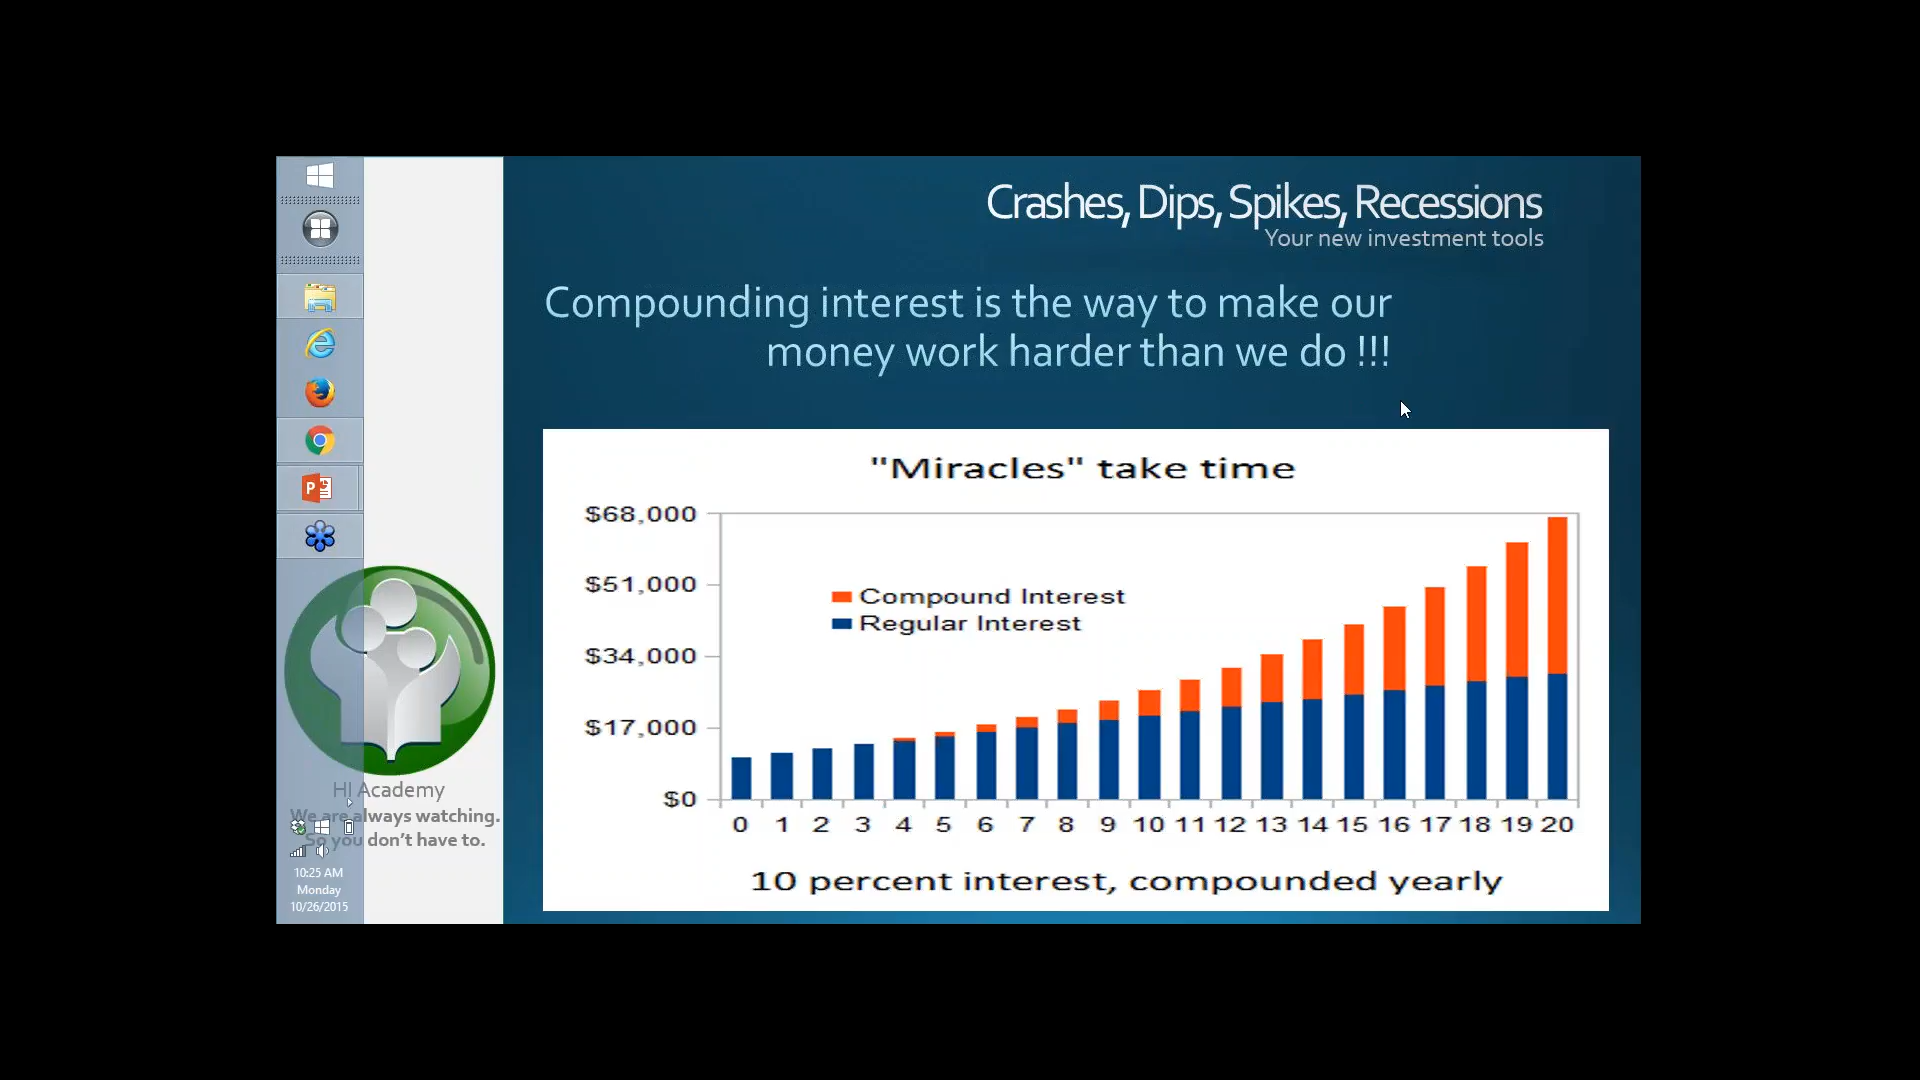 Crashes, Dips, Spikes, Recessions
Your new investment tools
Compounding interest is the way to make our
money work harder than we do !!!
"Miracles" take time
$68,000
$51,000
$34,000
$17,000
$0
Compound Interest
Regular Interest
0 1 2 3 4 5 6 7 8 9 10 11 12 13 14 15 16 17 18 19 20
10 percent interest, compounded yearly
P
HI Academy
We are always watching.
So you don't have to.
10:25 AM
Monday
10/26/2015